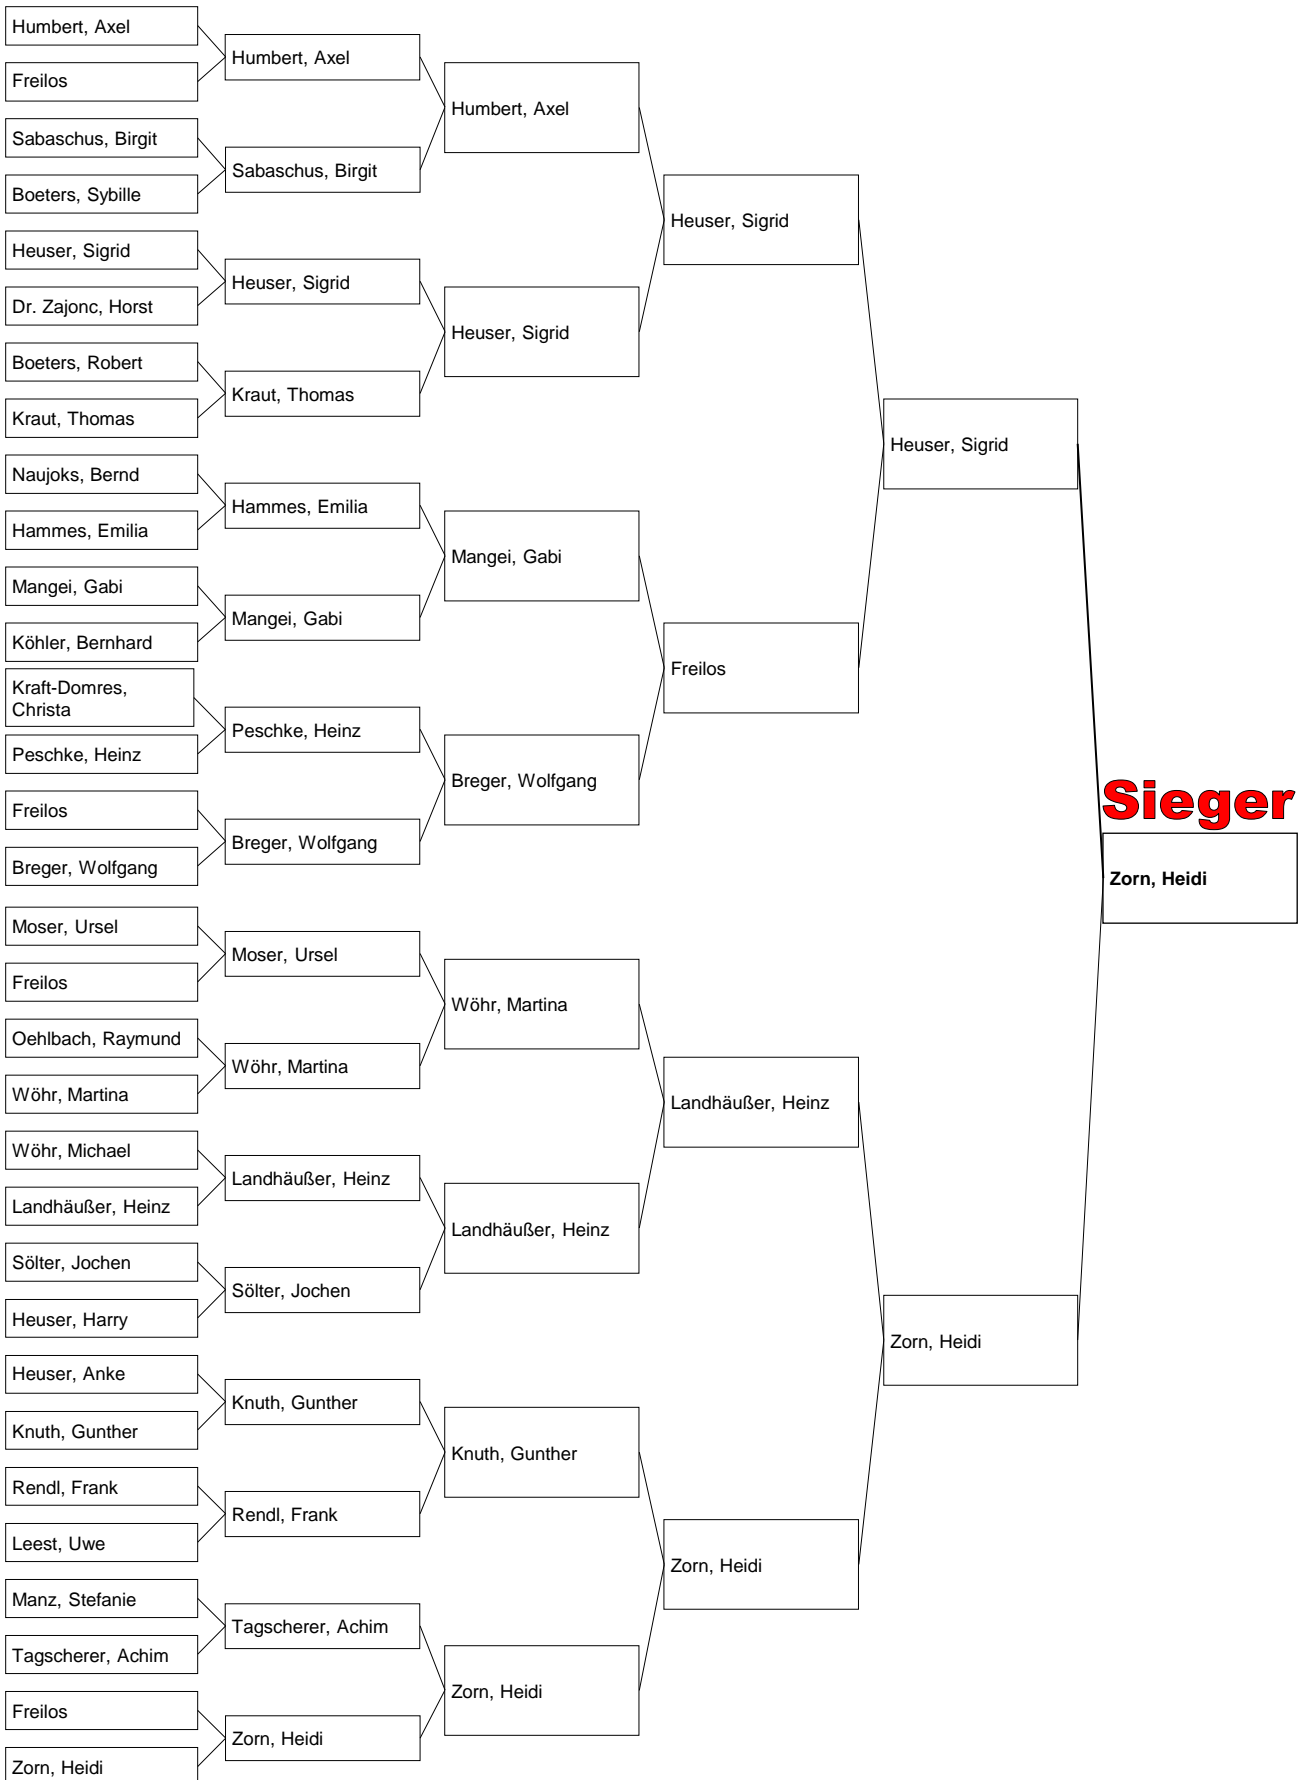 Humbert, Axel
Freilos
Sabaschus, Birgit
Boeters, Sybille
Heuser, Sigrid
Dr. Zajonc, Horst
Boeters, Robert
Kraut, Thomas
Naujoks, Bernd
Hammes, Emilia
Mangei, Gabi
Köhler, Bernhard
Kraft-Domres,
Christa
Peschke, Heinz
Freilos
Breger, Wolfgang
Moser, Ursel
Freilos
Oehlbach, Raymund
Wöhr, Martina
Wöhr, Michael
Landhäußer, Heinz
Sölter, Jochen
Heuser, Harry
Heuser, Anke
Knuth, Gunther
Rendl, Frank
Leest, Uwe
Manz, Stefanie
Tagscherer, Achim
Freilos
Zorn, Heidi
Humbert, Axel
Sabaschus, Birgit
Heuser, Sigrid
Kraut, Thomas
Hammes, Emilia
Mangei, Gabi
Peschke, Heinz
Breger, Wolfgang
Moser, Ursel
Wöhr, Martina
Landhäußer, Heinz
Sölter, Jochen
Knuth, Gunther
Rendl, Frank
Tagscherer, Achim
Zorn, Heidi
Humbert, Axel
Heuser, Sigrid
Mangei, Gabi
Breger, Wolfgang
Wöhr, Martina
Landhäußer, Heinz
Knuth, Gunther
Zorn, Heidi
Heuser, Sigrid
Freilos
Landhäußer, Heinz
Zorn, Heidi
Heuser, Sigrid
Zorn, Heidi
Sieger
Zorn, Heidi